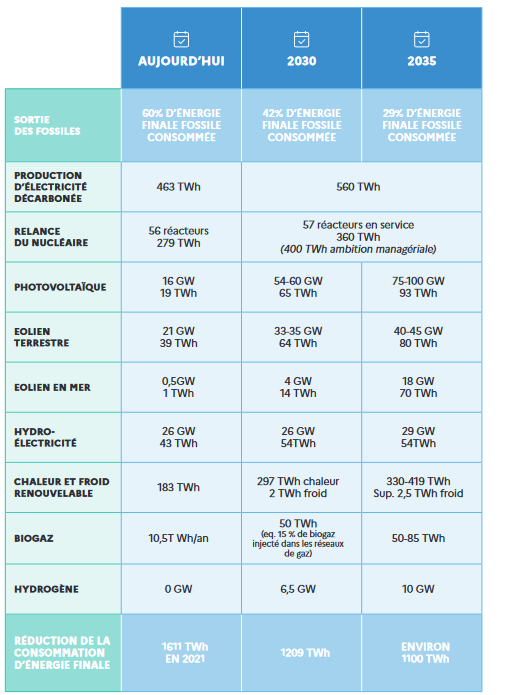 AUJOURD'HUI
2030
2035
SORTIE
DES FOSSILES
60% D'ÉNERGIE
FINALE FOSSILE
CONSOMMÉE
42% D'ÉNERGIE
FINALE FOSSILE
CONSOMMÉE
29% D'ÉNERGIE
FINALE FOSSILE
CONSOMMÉE
PRODUCTION
D'ÉLECTRICITÉ
DÉCARBONÉE
463 TWh
560 TWh
RELANCE
DU NUCLÉAIRE
56 réacteurs
279 TWh
57 réacteurs en service
360 TWh
(400 TWh ambition managériale)
PHOTOVOLTAÏQUE
16 GW
19 TWh
54-60 GW
65 TWh
75-100 GW
93 TWh
EOLIEN
TERRESTRE
21 GW
39 TWh
33-35 GW
64 TWh
40-45 GW
80 TWh
EOLIEN EN MER
0,5GW
1 TWh
4 GW
14 TWh
18 GW
70 TWh
HYDRO-
ÉLECTRICITÉ
26 GW
43 TWh
26 GW
54TWh
29 GW
54TWh
CHALEUR ET FROID
RENOUVELABLE
183 TWh
297 TWh chaleur
2 TWh froid
330-419 TWh
Sup. 2,5 TWh froid
BIOGAZ
10,5T Wh/an
50 TWh
(eq. 15 % de biogaz
injecté dans les réseaux
de gaz)
50-85 TWh
HYDROGÈNE
0 GW
6,5 GW
10 GW
RÉDUCTION DE LA
CONSOMMATION
D'ÉNERGIE FINALE
1611 TWh
EN 2021
1209 TWh
ENVIRON
1100 TWh